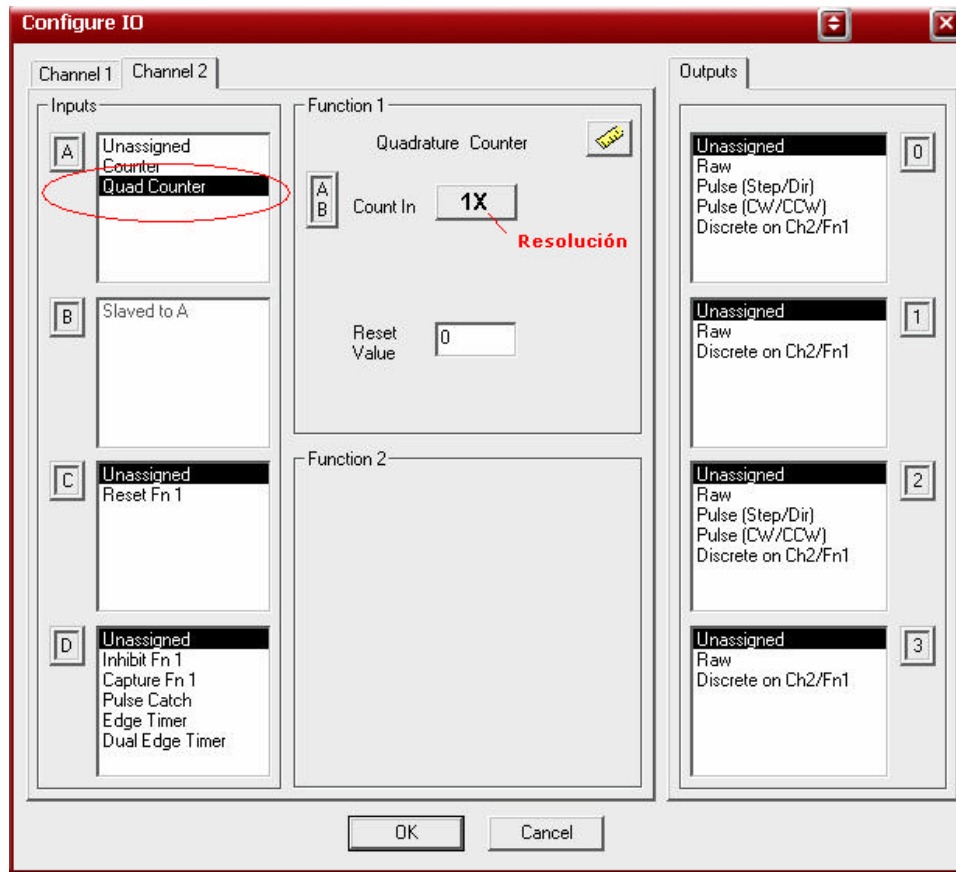 Configure IO
Channel 1
Channel 2
Outputs
Inputs
A
Unassigned
Counter
Quad Counter
B
Slaved to A
C
Unassigned
Reset Fn 1
D
Unassigned
Inhibit Fn 1
Capture Fn 1
Pulse Catch
Edge Timer
Dual Edge Timer
Function 1
Quadrature Counter
A
B
Count In
1X
Resolución
Reset
Value
0
Function 2
Unassigned
Raw
Pulse (Step/Dir)
Pulse (CW/CCW)
Discrete on Ch2/Fn1
0
Unassigned
Raw
Discrete on Ch2/Fn1
1
Unassigned
Raw
Pulse (Step/Dir)
Pulse (CW/CCW)
Discrete on Ch2/Fn1
2
Unassigned
Raw
Discrete on Ch2/Fn1
3
OK
Cancel